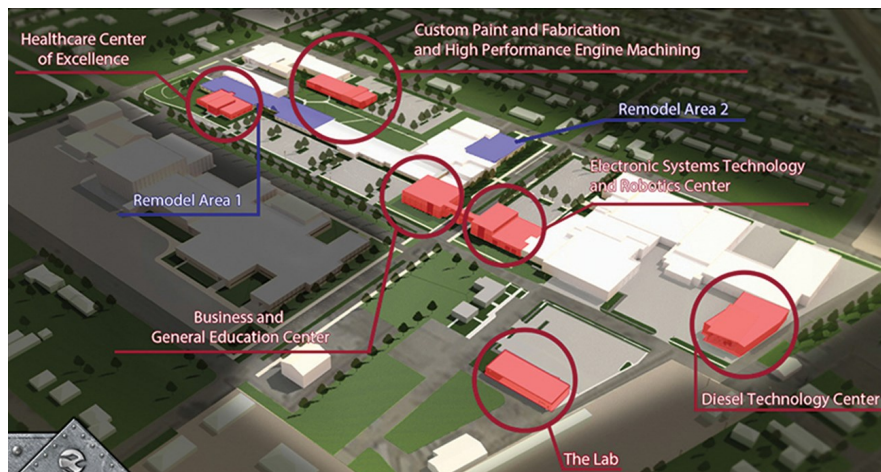 Healthcare Center
of Excellence
Custom Paint and Fabrication
and High Performance Engine Machining
Remodel Area 2
Electronic Systems Technology
and Robotics Center
Remodel Area 1
Business and
General Education Center
Diesel Technology Center
The Lab